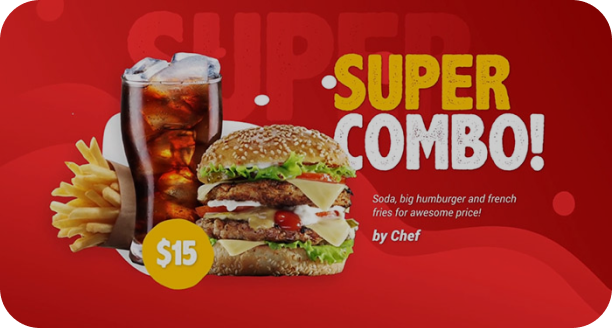 SUPER
SUPER
COMBO!
Soda, big humburger and french
fries for awesome price!
by Chef
$15